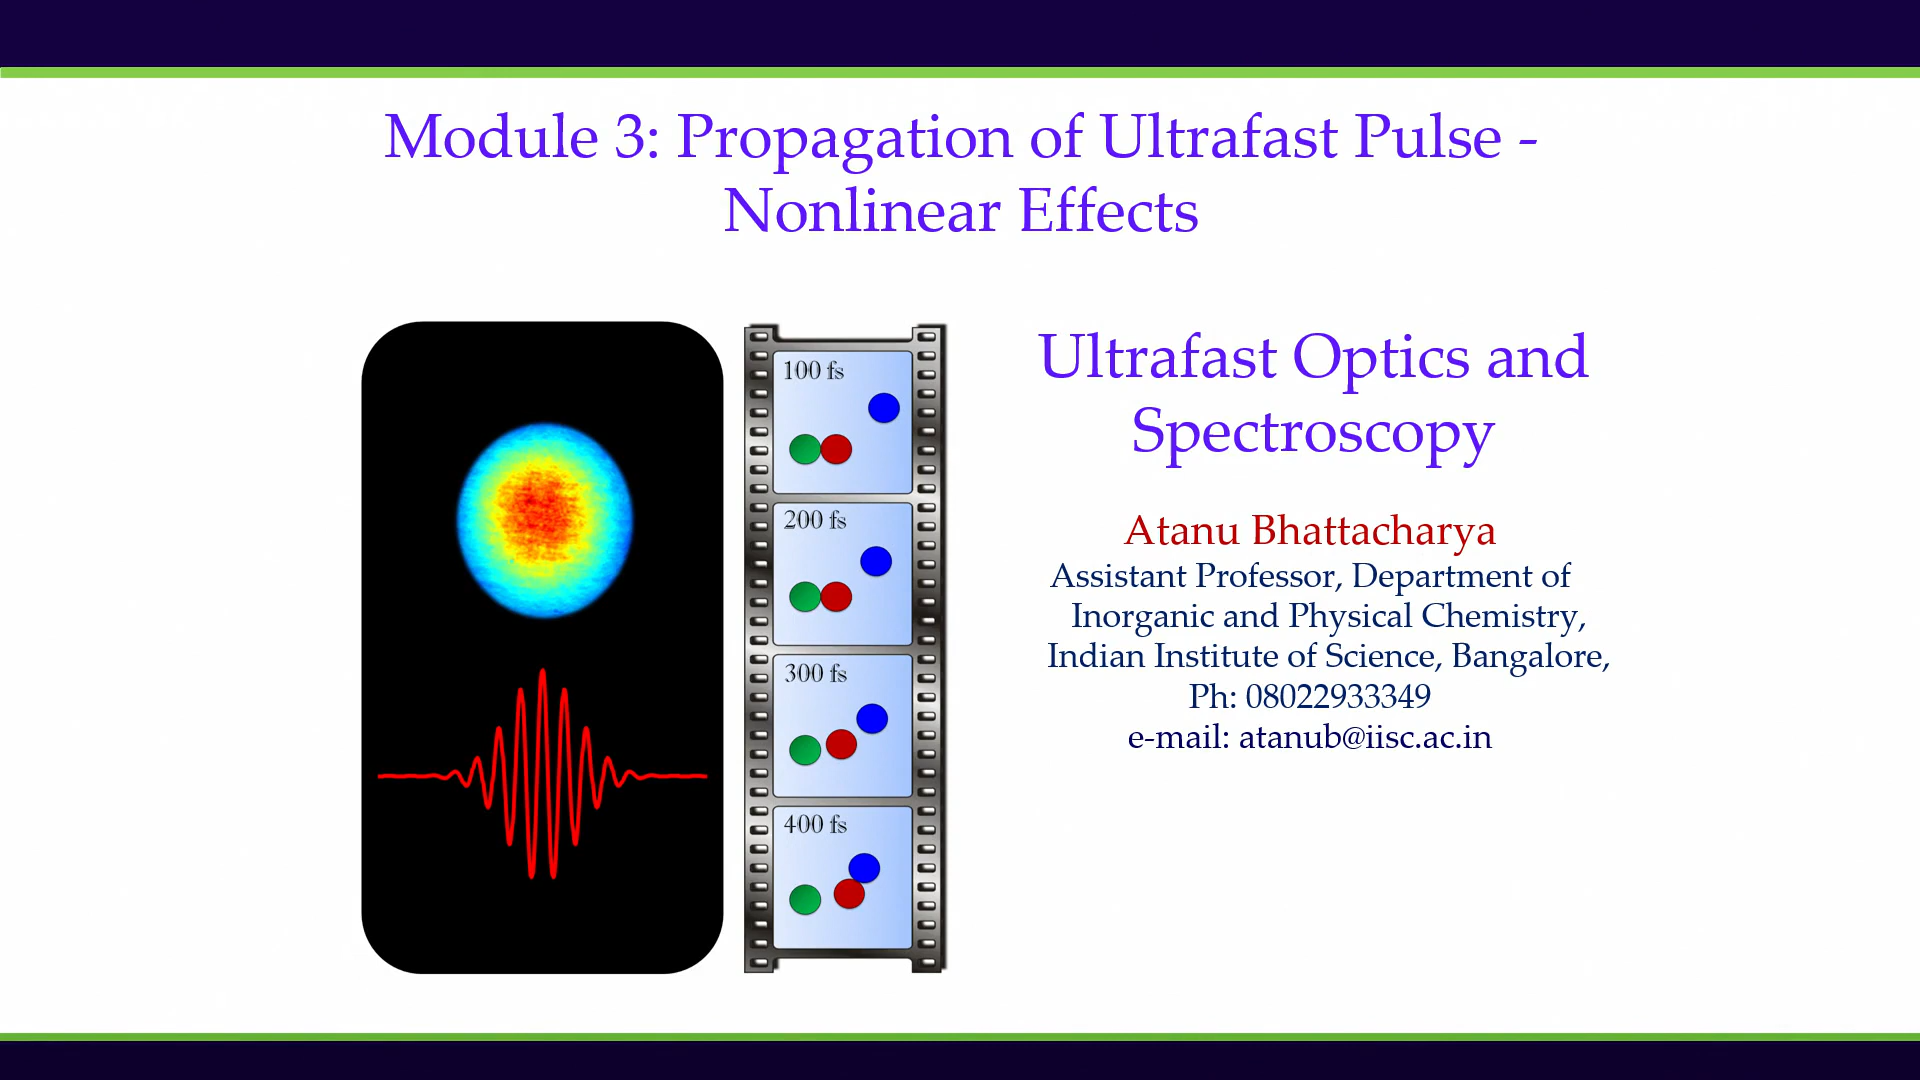 Module 3: Propagation of Ultrafast Pulse -
Nonlinear Effects
100 fs
200 fs
300 fs
400 fs
Ultrafast Optics and
Spectroscopy
Atanu Bhattacharya
Assistant Professor, Department of
Inorganic and Physical Chemistry,
Indian Institute of Science, Bangalore,
Ph: 08022933349
e-mail: atanub@iisc.ac.in